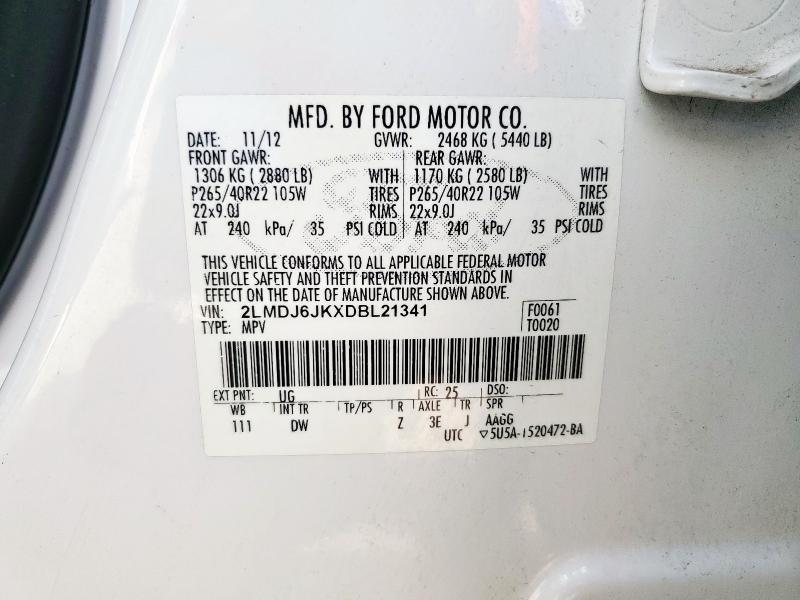 MFD. BY FORD MOTOR CO.
DATE: 11/12 GVWR: 2468 KG ( 5440 LB)
FRONT GAWR: REAR GAWR:
1306 KG ( 2880 LB) WITH 1170 KG ( 2580 LB) WITH
P265/40R22 105W TIRES P265/40R22 105W TIRES
22x9.0J RIMS 22x9.0J RIMS
AT 240 kPa/ 35 PSI COLD AT 240 kPa/ 35 PSI COLD
THIS VEHICLE CONFORMS TO ALL APPLICABLE FEDERAL MOTOR
VEHICLE SAFETY AND THEFT PREVENTION STANDARDS IN
EFFECT ON THE DATE OF MANUFACTURE SHOWN ABOVE.
VIN: 2LMDJ6JKXDBL21341 F0061
TYPE: MPV T0020
EXT PNT: UG RC: 25 DSO:
WB INT TR TP/PS R AXLE TR SPR
111 DW Z 3E J AAGG
UTC ▽5U5A-1520472-BA